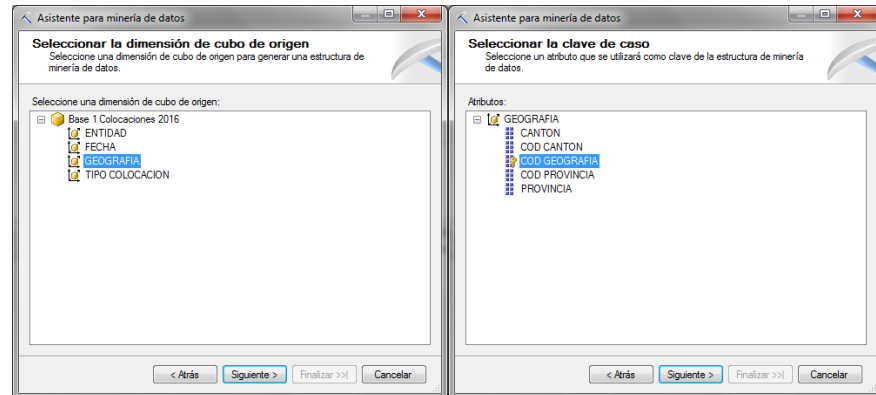 Asistente para minería de datos
Seleccionar la dimensión de cubo de origen
Seleccione una dimensión de cubo de origen para generar una estructura de
minería de datos.
Seleccione una dimensión de cubo de origen:
Base 1 Colocaciones 2016
ENTIDAD
FECHA
GEOGRAFIA
TIPO COLOCACION
< Atrás
Siguiente >
Finalizar >>|
Cancelar
Asistente para minería de datos
Seleccionar la clave de caso
Seleccione un atributo que se utilizará como clave de la estructura de minería
de datos.
Atributos:
GEOGRAFIA
CANTON
COD CANTON
COD GEOGRAFIA
COD PROVINCIA
PROVINCIA
< Atrás
Siguiente >
Finalizar >>|
Cancelar